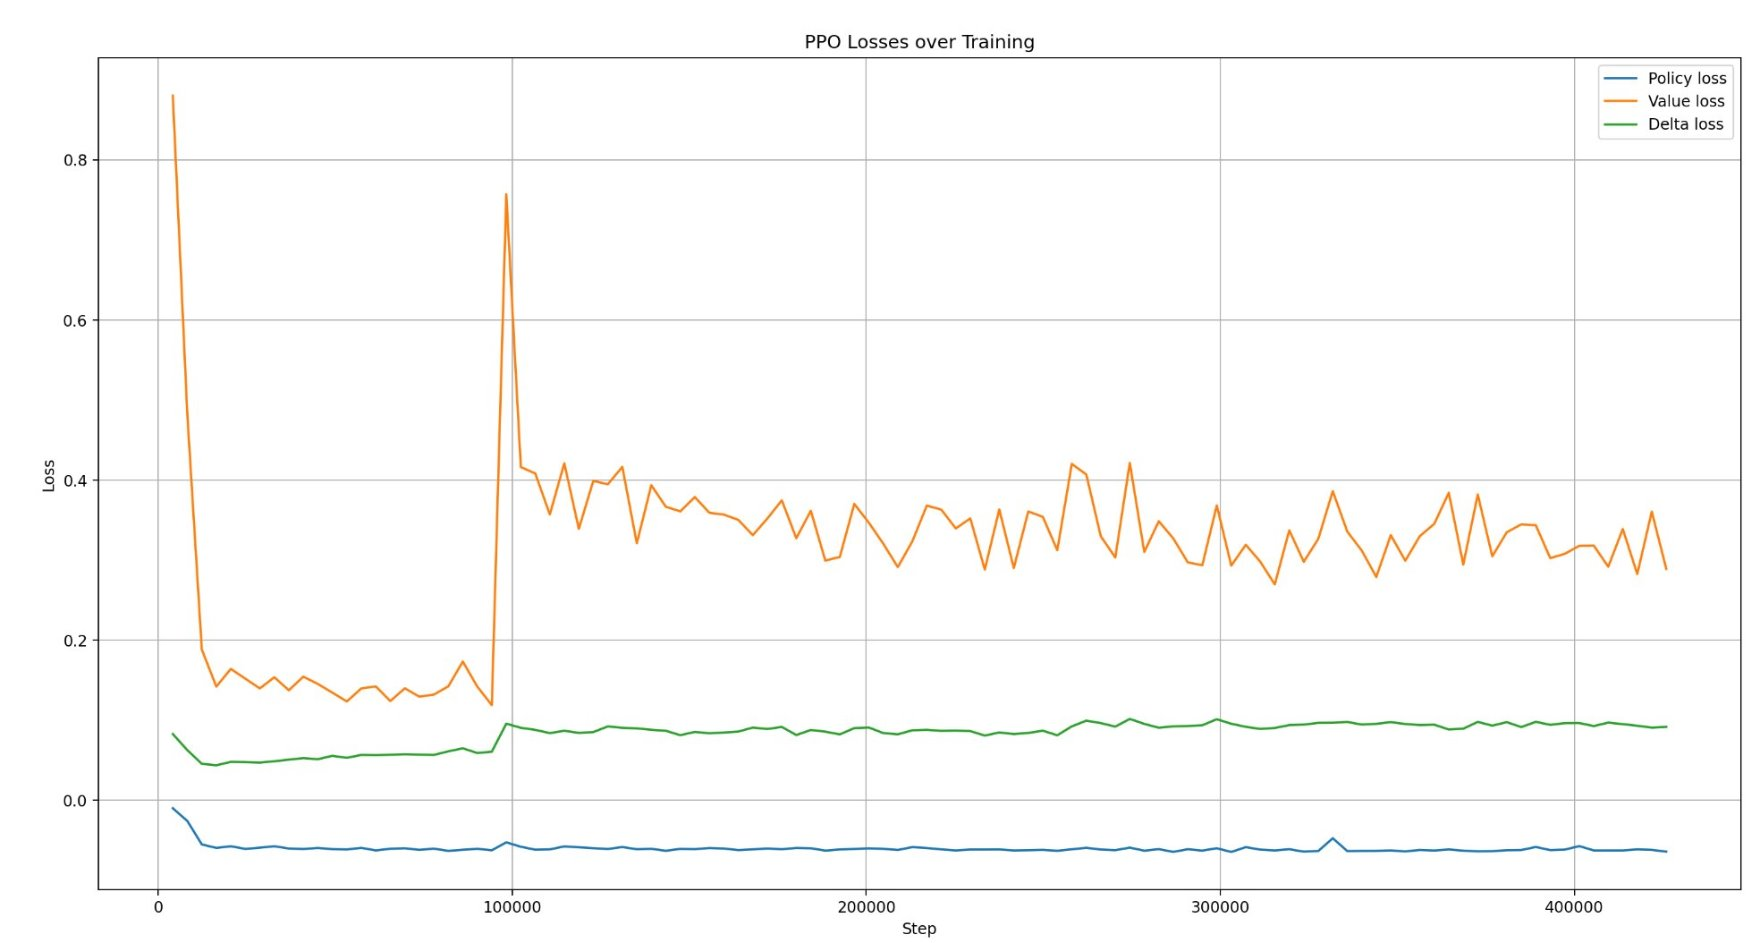 PPO Losses over Training
Policy loss
Value loss
Delta loss
0.8
0.6
0.4
0.2
0.0
Loss
0
100000
200000
300000
400000
Step